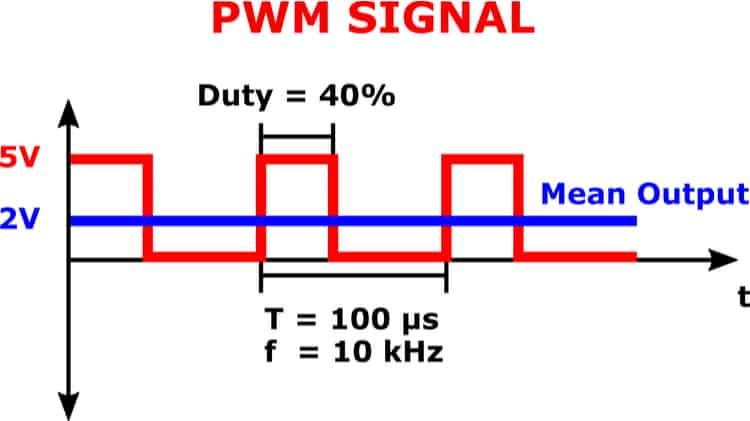 PWM SIGNAL
Duty = 40%
5V
Mean Output
2V
t
T = 100 µs
f = 10 kHz